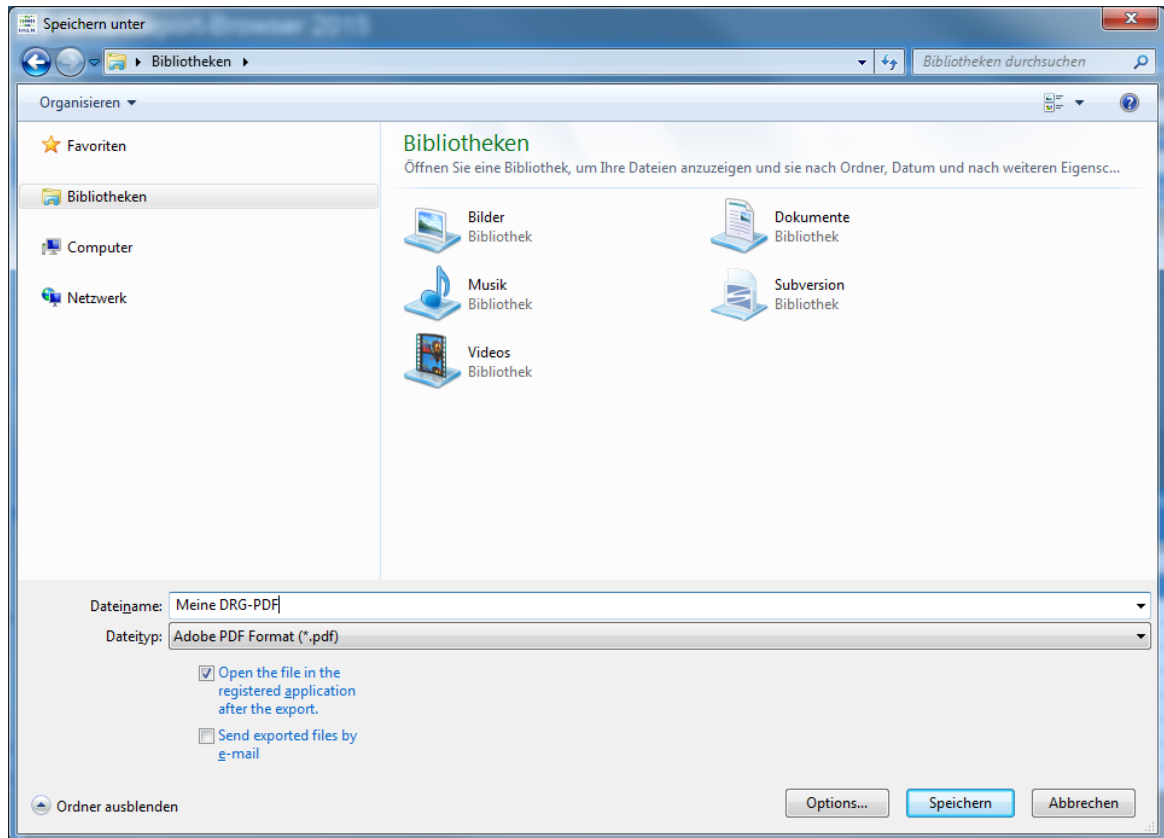 Speichern unter
port-Browser 2015
Bibliotheken
Bibliotheken durchsuchen
Organisieren
Favoriten
Bibliotheken
Computer
Netzwerk
Bibliotheken
Öffnen Sie eine Bibliothek, um Ihre Dateien anzuzeigen und sie nach Ordner, Datum und nach weiteren Eigensc...
Bilder
Bibliothek
Dokumente
Bibliothek
Musik
Bibliothek
Subversion
Bibliothek
Videos
Bibliothek
Dateiname: Meine DRG-PDF
Dateityp: Adobe PDF Format (*.pdf)
Open the file in the
registered application
after the export.
Send exported files by
e-mail
Ordner ausblenden
Options...
Speichern
Abbrechen